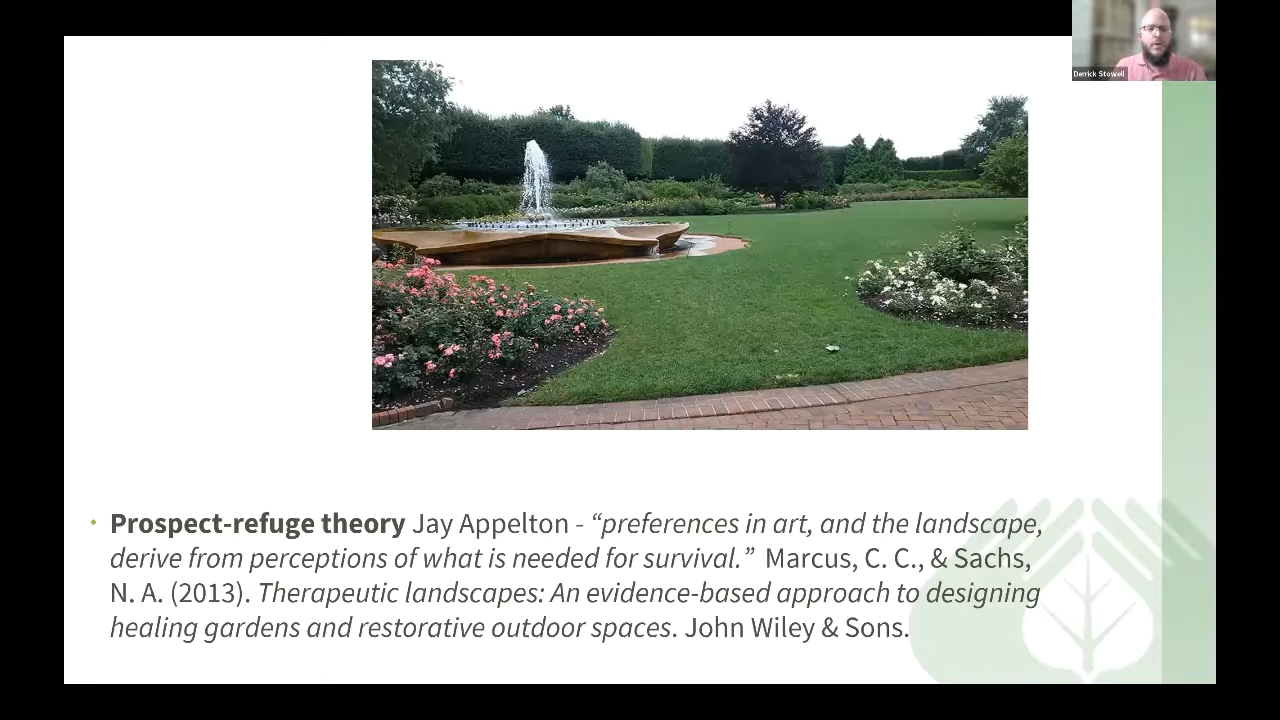 Derrick Stowell
• Prospect-refuge theory Jay Appelton - “preferences in art, and the landscape,
derive from perceptions of what is needed for survival.” Marcus, C. C., & Sachs,
N. A. (2013). Therapeutic landscapes: An evidence-based approach to designing
healing gardens and restorative outdoor spaces. John Wiley & Sons.